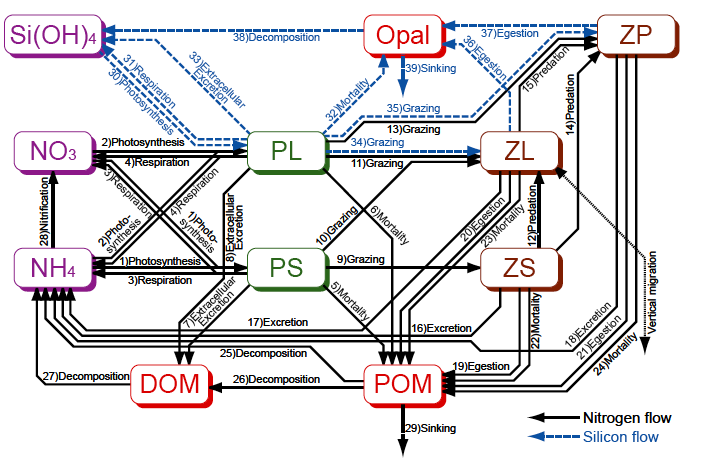 Si(OH)4
38)Decomposition
Opal
37)Egestion
ZP
36)Egestion
39)Sinking
33)Extracellular
Excretion
31)Respiration
30)Photosynthesis
32)Mortality
35)Grazing
15)Predation
13)Grazing
14)Predation
NO3
2)Photosynthesis
4)Respiration
PL
34)Grazing
11)Grazing
ZL
3)Respiration
4)Respiration
2)Photo-
synthesis
1)Photo-
synthesis
8)Extracellular
Excretion
6)Mortality
10)Grazing
20)Egestion
23)Mortality
12)Predation
28)Nitrification
NH4
1)Photosynthesis
3)Respiration
PS
9)Grazing
ZS
Vertical migration
7)Extracellular
Excretion
5)Mortality
17)Excretion
16)Excretion
22)Mortality
18)Excretion
21)Egestion
24)Mortality
25)Decomposition
19)Egestion
27)Decomposition
DOM
26)Decomposition
POM
29)Sinking
Nitrogen flow
Silicon flow